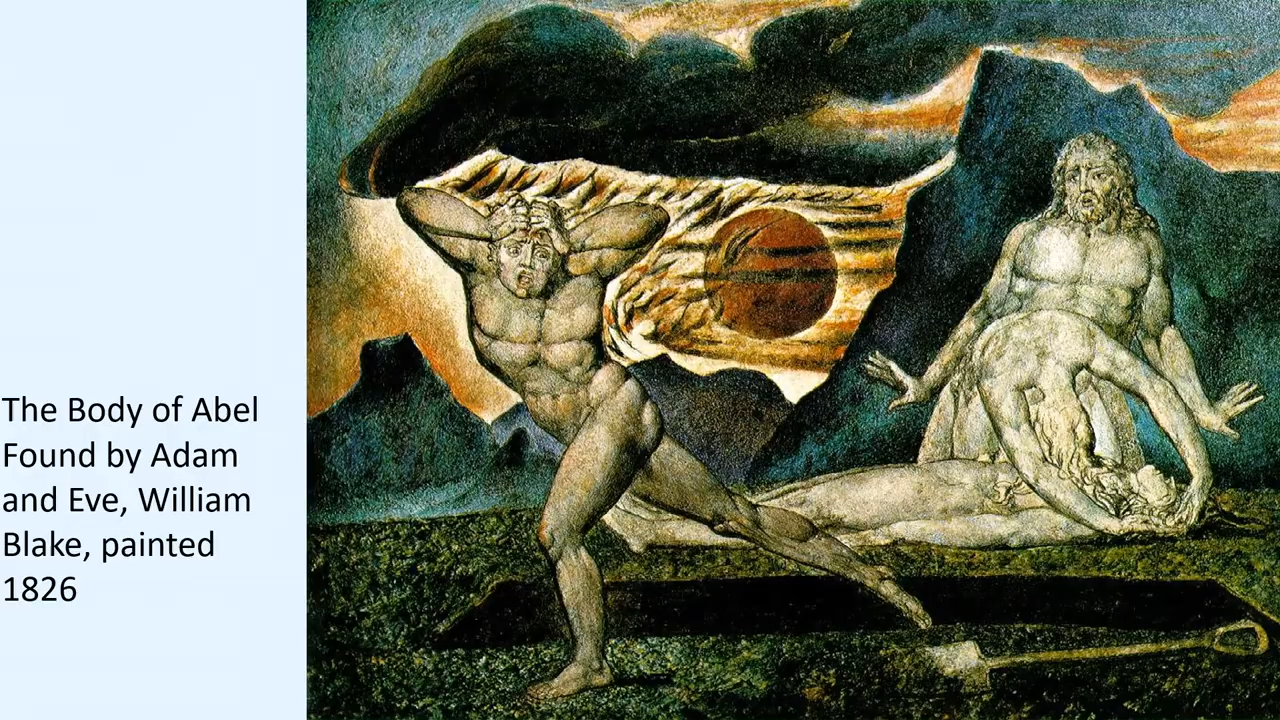 The Body of Abel
Found by Adam
and Eve, William
Blake, painted
1826